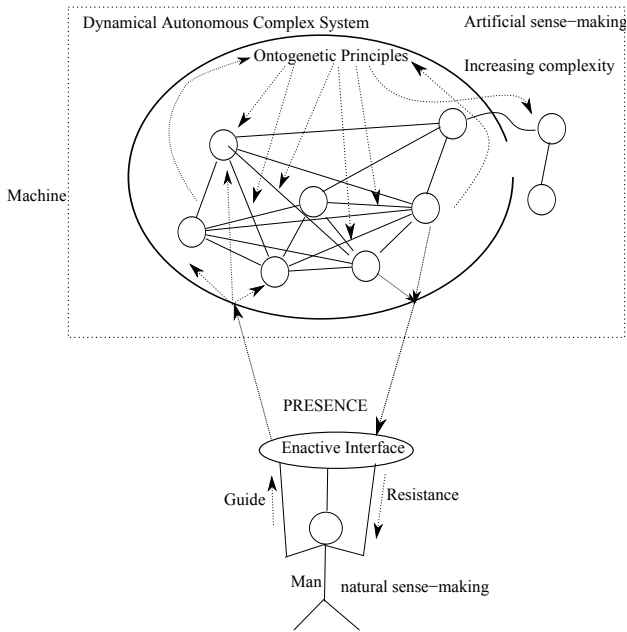 Dynamical Autonomous Complex System
Artificial sense−making
Ontogenetic Principles
Increasing complexity
Machine
PRESENCE
Enactive Interface
Guide
Resistance
Man
natural sense−making